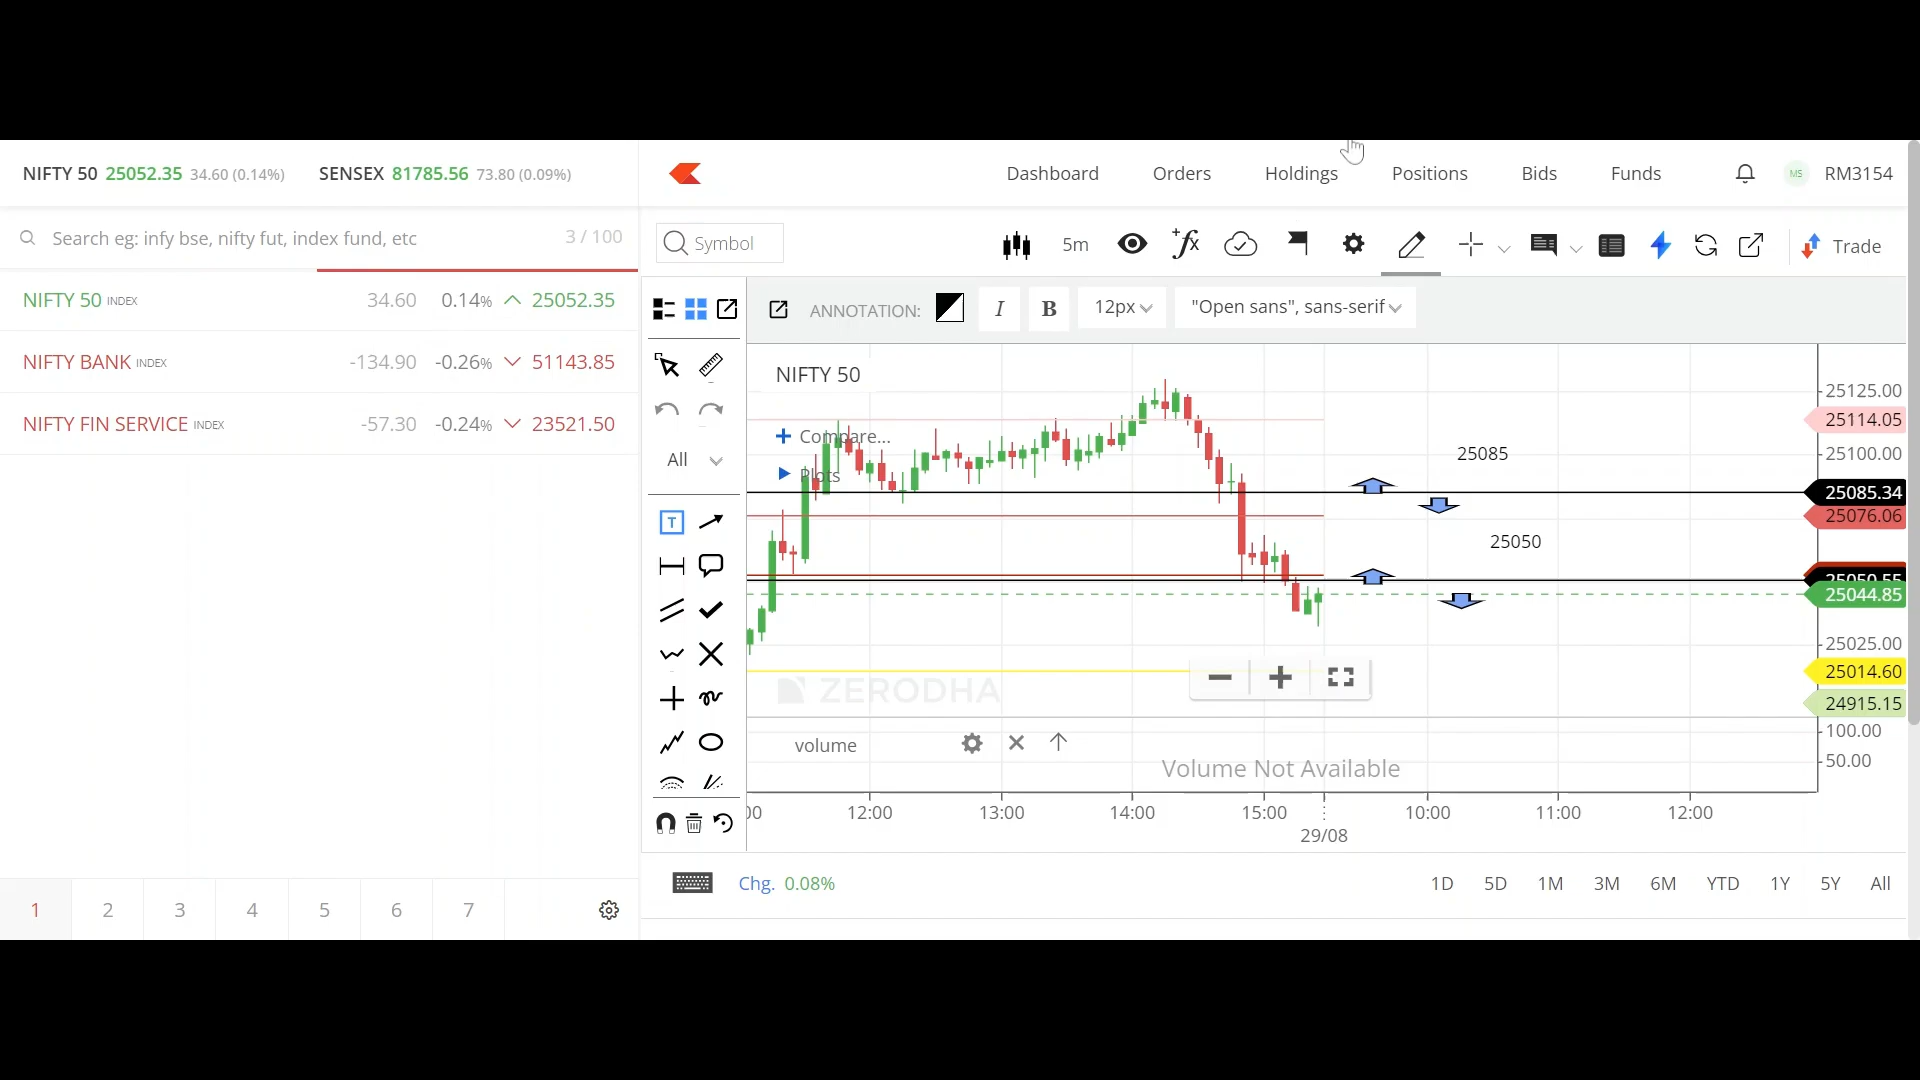 NIFTY 50 25052.35 34.60 (0.14%) SENSEX 81785.56 73.80 (0.09%)
Dashboard Orders Holdings Positions Bids Funds MS RM3154
Search eg: infy bse, nifty fut, index fund, etc 3 / 100
Symbol 5m Trade
NIFTY 50 INDEX 34.60 0.14% 25052.35
NIFTY BANK INDEX -134.90 -0.26% 51143.85
NIFTY FIN SERVICE INDEX -57.30 -0.24% 23521.50
ANNOTATION: I B 12px "Open sans", sans-serif
All
T
NIFTY 50
Compare...
Plots
25085
25050
25125.00
25114.05
25100.00
25085.34
25076.06
25050.55
25044.85
25025.00
25014.60
24915.15
ZERODHA
volume
Volume Not Available
100.00
50.00
00 12:00 13:00 14:00 15:00 10:00 11:00 12:00
29/08
Chg. 0.08% 1D 5D 1M 3M 6M YTD 1Y 5Y All
1 2 3 4 5 6 7